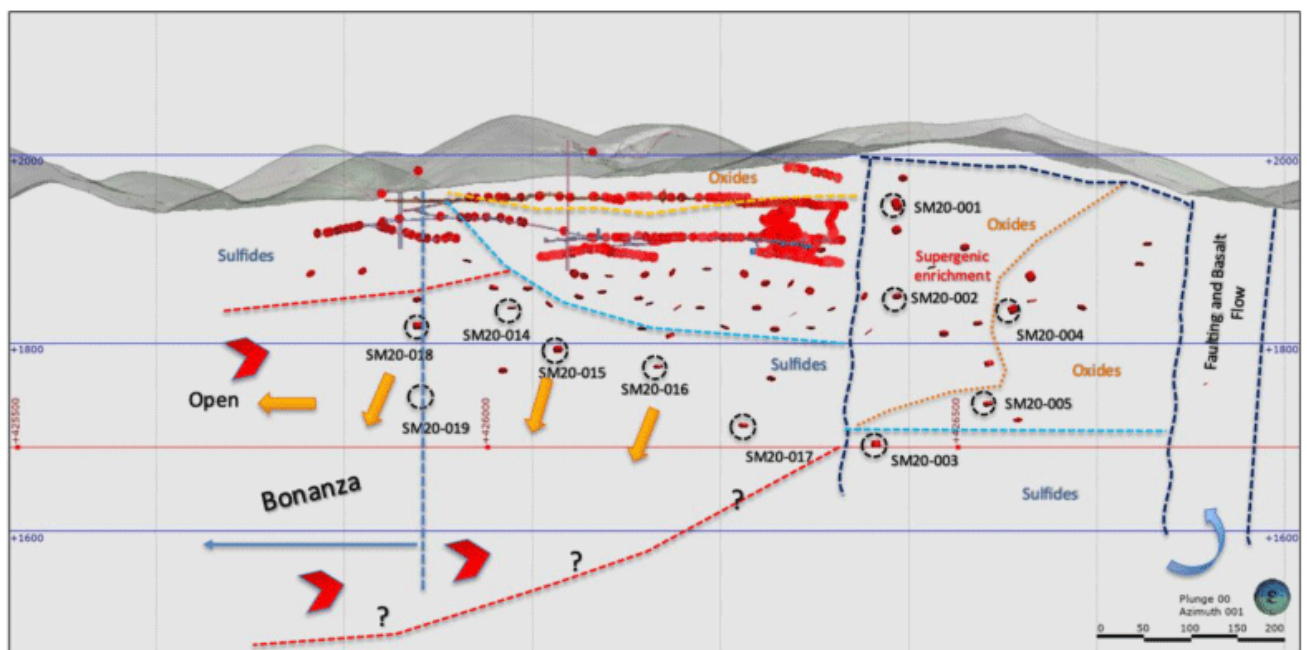 +2000
+2000
Oxides
SM20-001
Oxides
Sulfides
Supergenic
enrichment
SM20-002
Faulting and Basalt
Flow
SM20-014
SM20-004
+1800
+1800
SM20-018
SM20-015
Sulfides
Oxides
SM20-016
Open
SM20-019
SM20-005
+425500
+426000
+426500
SM20-017
SM20-003
Bonanza
?
Sulfides
+1600
+1600
?
?
Plunge 00
Azimuth 001
0 50 100 150 200